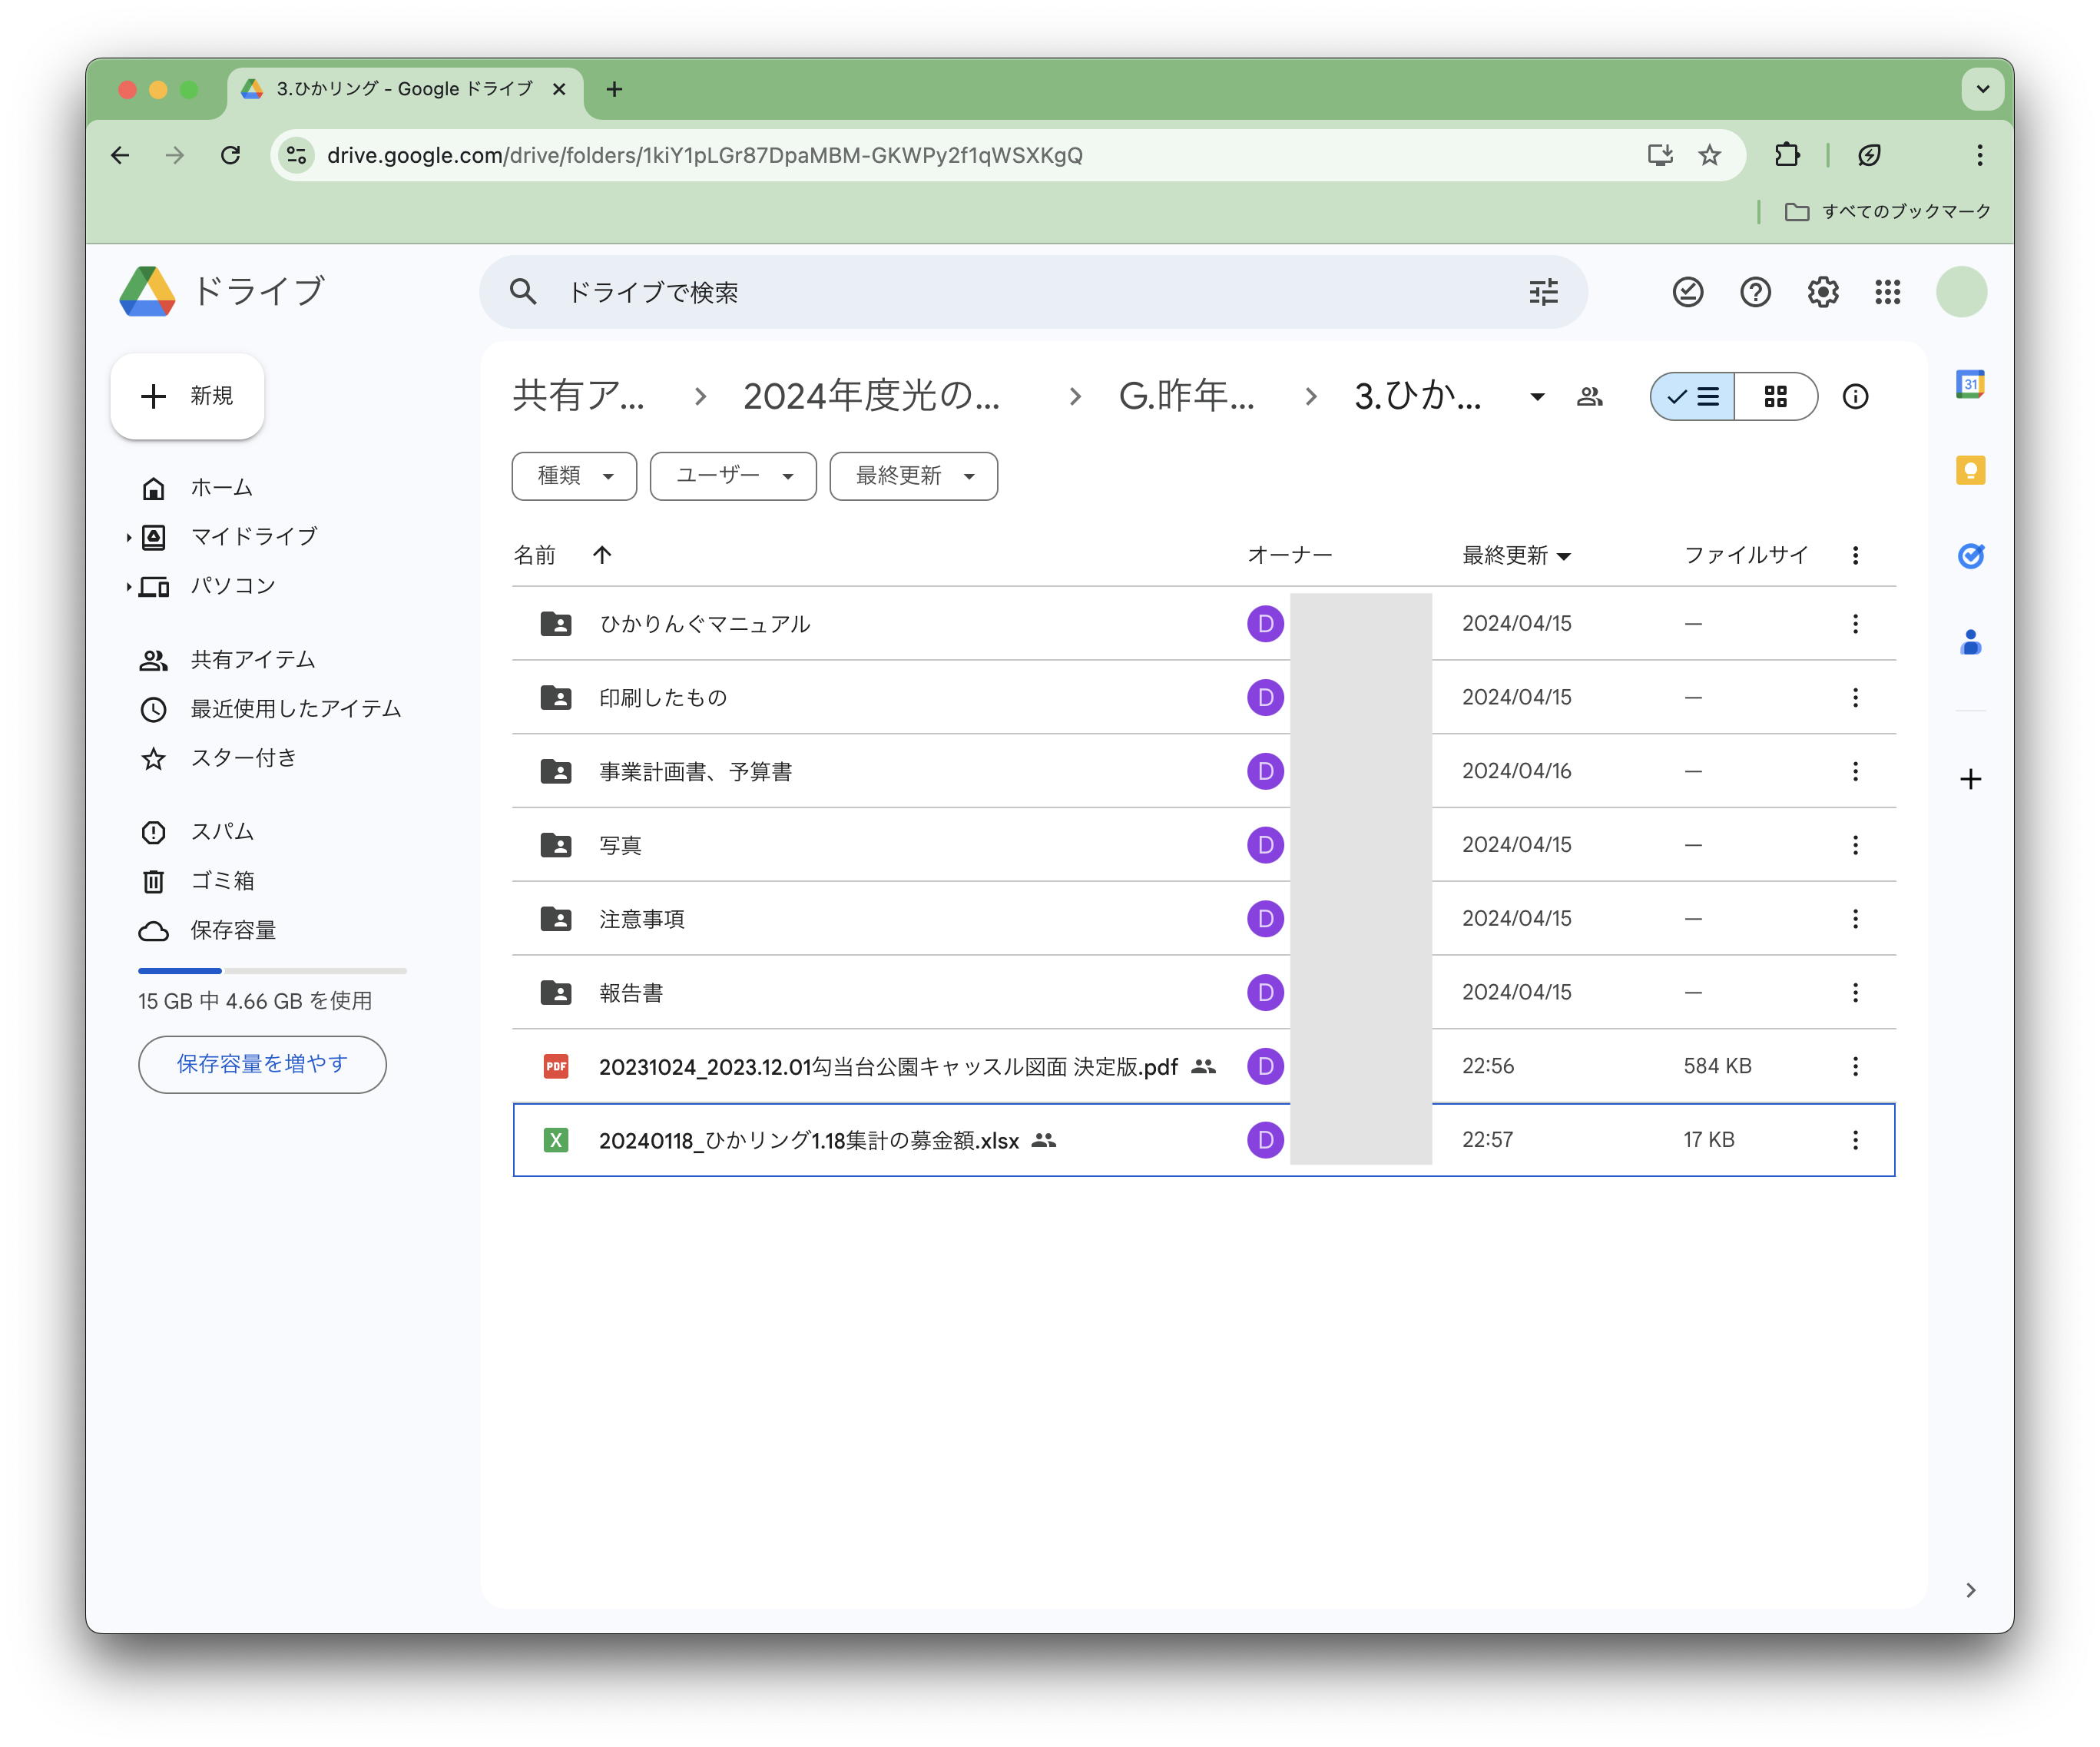 3.ひかリング - Google ドライブ
drive.google.com/drive/folders/1kiY1pLGr87DpaMBM-GKWPy2f1qWSXKgQ
すべてのブックマーク
ドライブ
ドライブで検索
新規
ホーム
マイドライブ
パソコン
共有アイテム
最近使用したアイテム
スター付き
スパム
ゴミ箱
保存容量
15 GB 中 4.66 GB を使用
保存容量を増やす
共有ア... 2024年度光の... G.昨年... 3.ひか...
種類 ユーザー 最終更新
名前 オーナー 最終更新 ファイルサイ
ひかりんぐマニュアル D 2024/04/15 —
印刷したもの D 2024/04/15 —
事業計画書、予算書 D 2024/04/16 —
写真 D 2024/04/15 —
注意事項 D 2024/04/15 —
報告書 D 2024/04/15 —
PDF 20231024_2023.12.01勾当台公園キャッスル図面 決定版.pdf D 22:56 584 KB
X 20240118_ひかリング1.18集計の募金額.xlsx D 22:57 17 KB
31